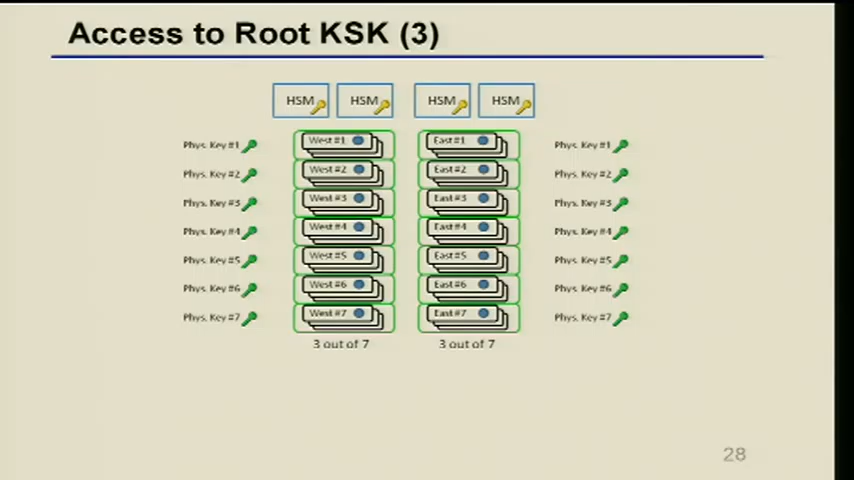 Access to Root KSK (3)
HSM HSM HSM HSM
Phys. Key #1 West #1 East #1 Phys. Key #1
Phys. Key #2 West #2 East #2 Phys. Key #2
Phys. Key #3 West #3 East #3 Phys. Key #3
Phys. Key #4 West #4 East #4 Phys. Key #4
Phys. Key #5 West #5 East #5 Phys. Key #5
Phys. Key #6 West #6 East #6 Phys. Key #6
Phys. Key #7 West #7 East #7 Phys. Key #7
3 out of 7 3 out of 7
28